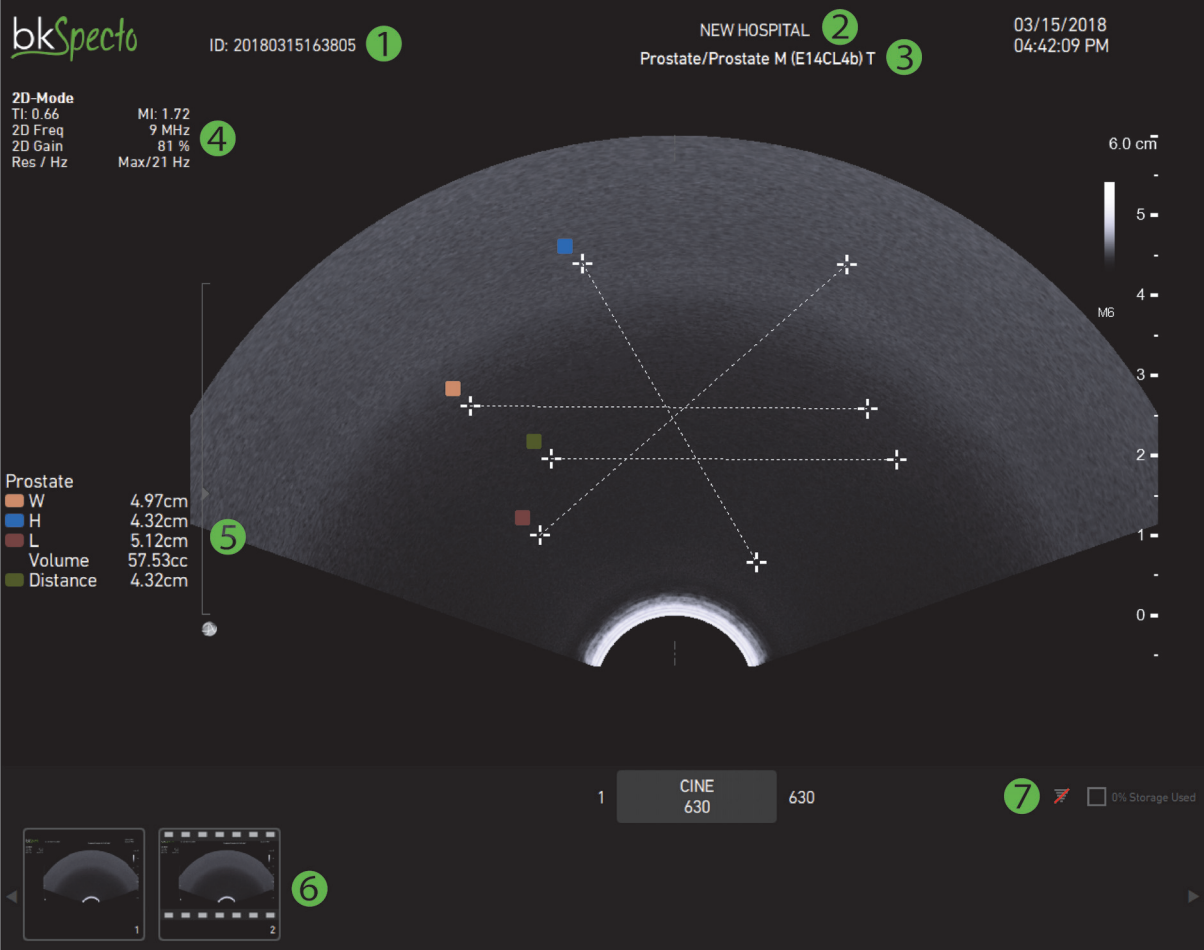 bkSpecto
ID: 20180315163805
1
NEW HOSPITAL
2
Prostate/Prostate M (E14CL4b) T
3
03/15/2018
04:42:09 PM
2D-Mode
TI: 0.66 MI: 1.72
2D Freq 9 MHz
2D Gain 81 %
Res / Hz Max/21 Hz
4
6.0 cm
5
4
M6
3
2
1
0
Prostate
W 4.97cm
H 4.32cm
L 5.12cm
Volume 57.53cc
Distance 4.32cm
5
1
CINE
630
630
7
0% Storage Used
1
2
6